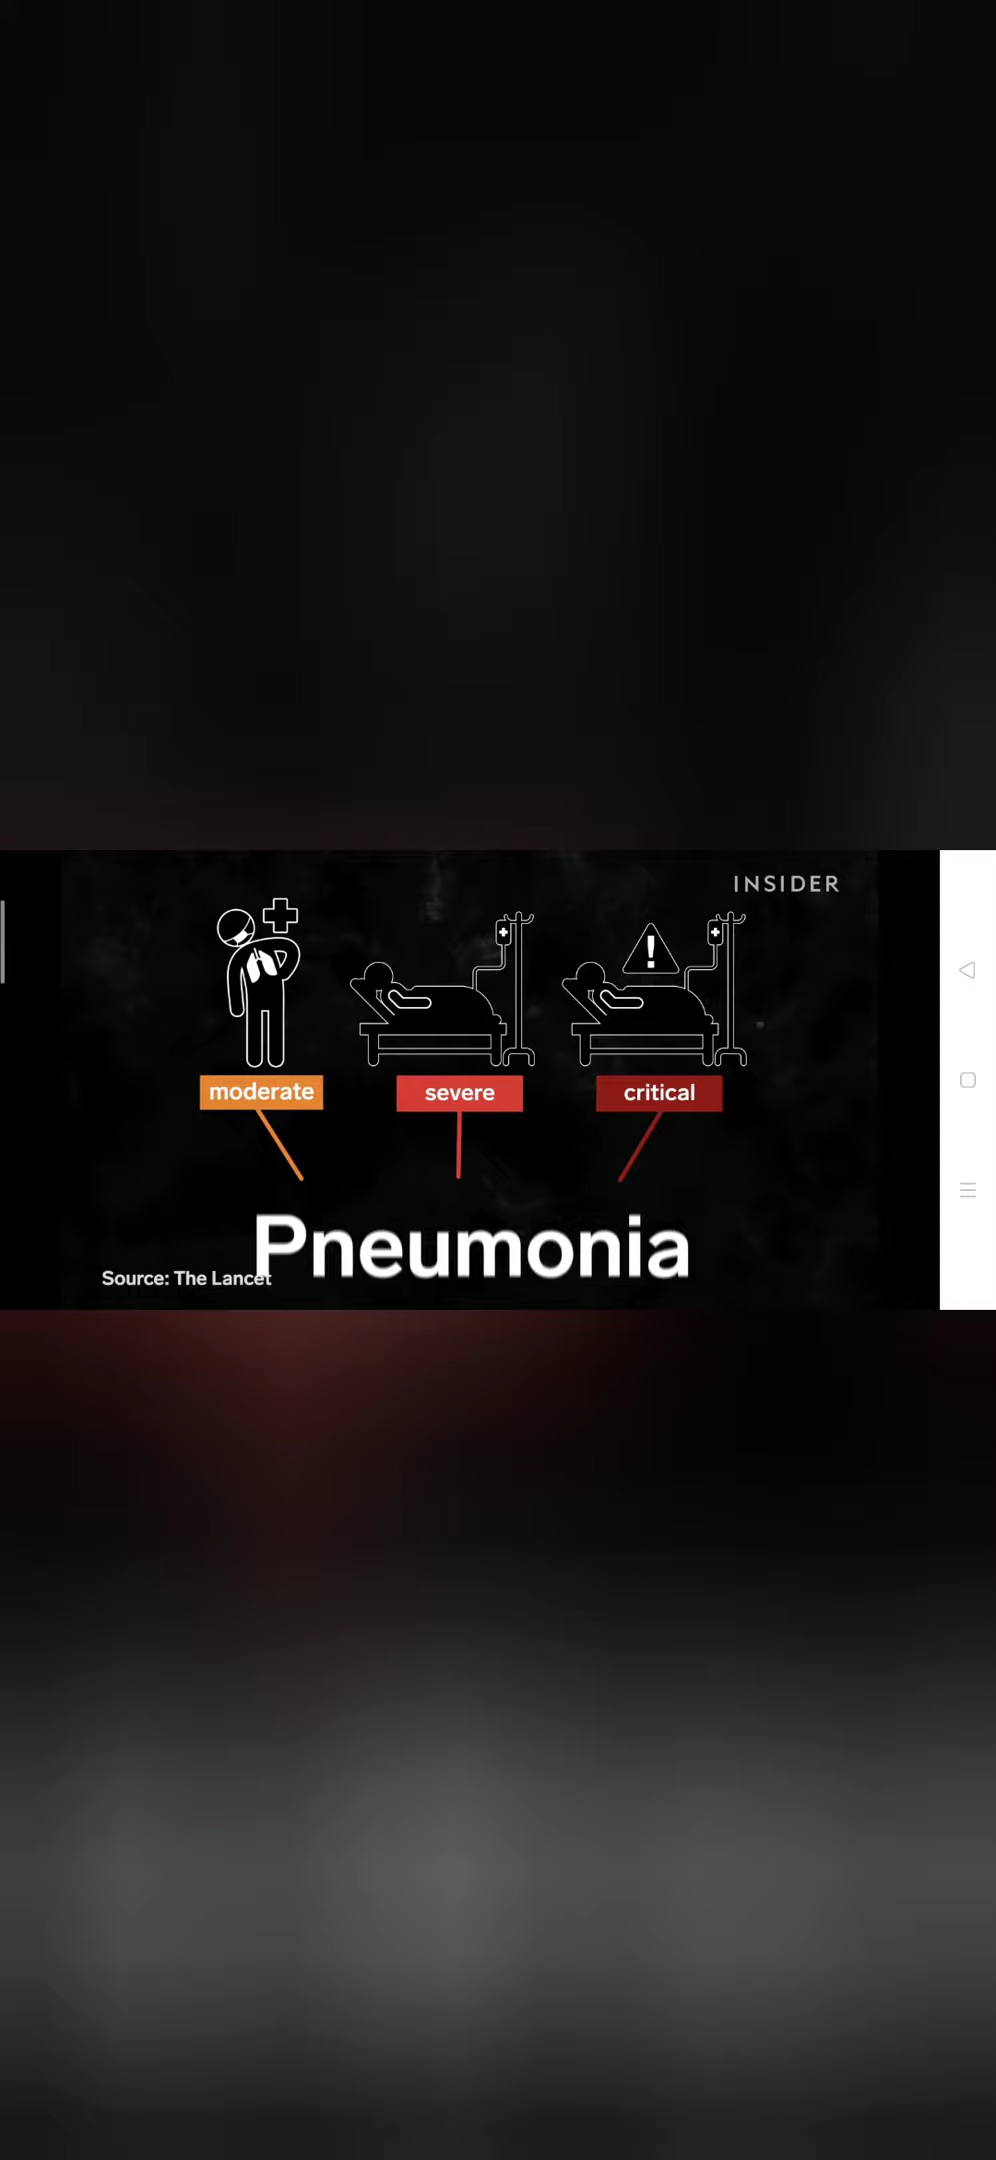 INSIDER
moderate
severe
critical
Pneumonia
Source: The Lancet